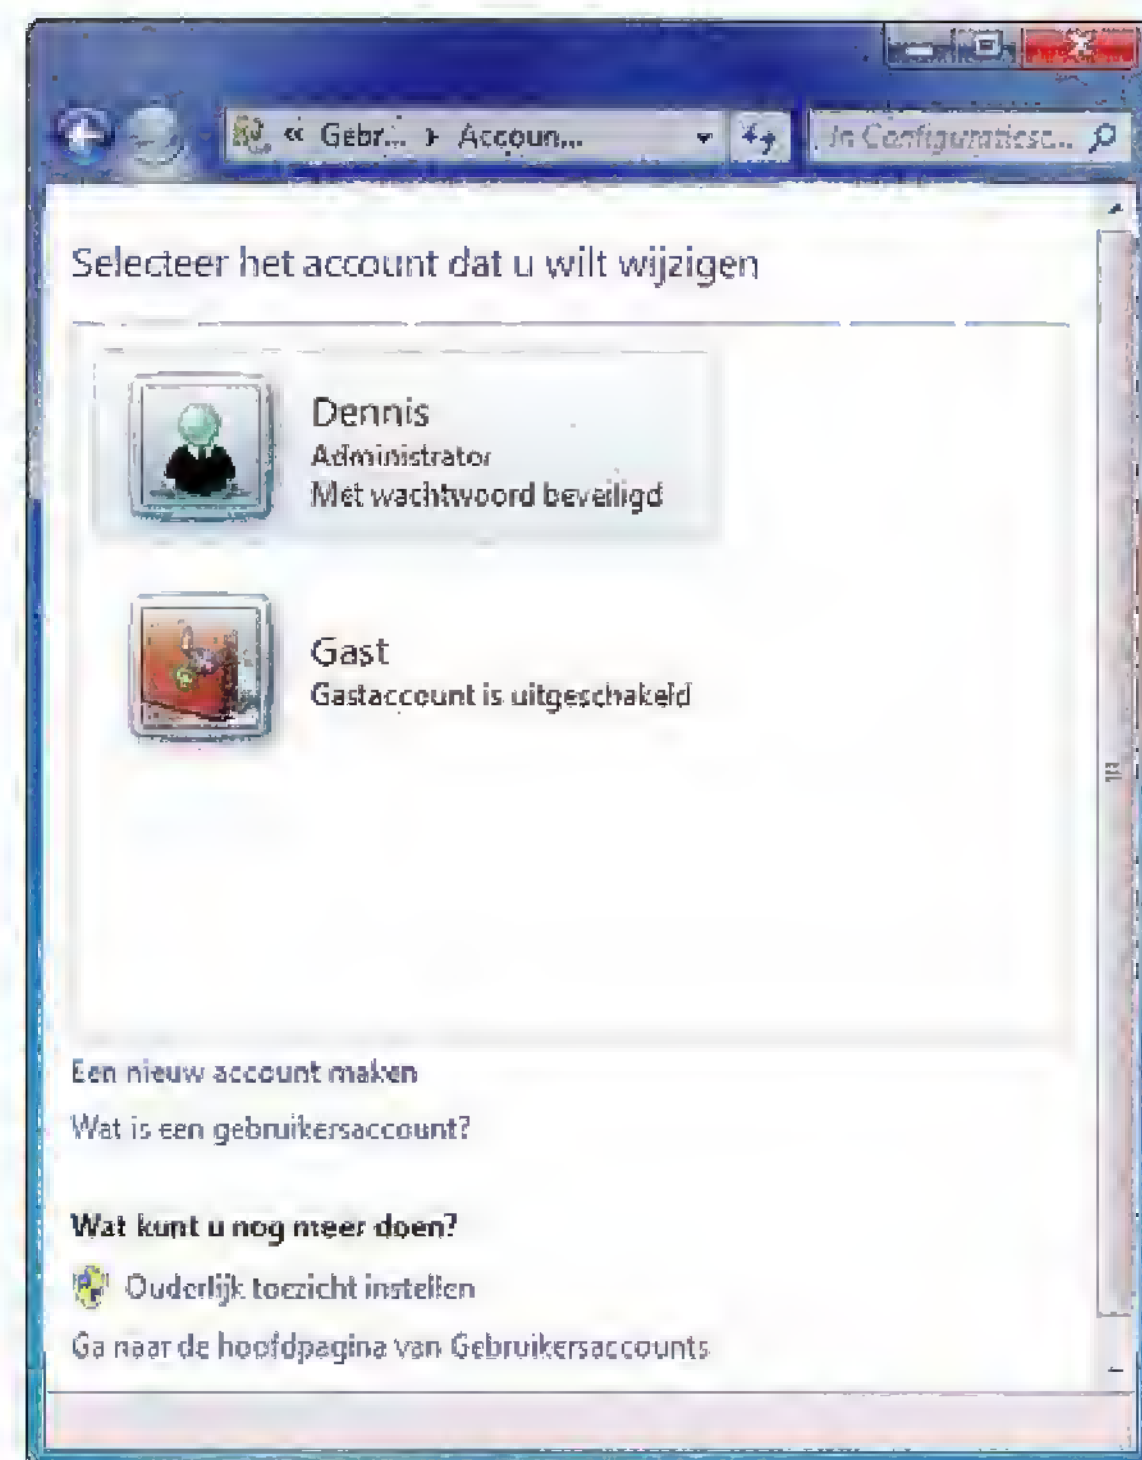 « Gebr... Accoun...
In Configuratiesc...
Selecteer het account dat u wilt wijzigen
Dennis
Administrator
Met wachtwoord beveiligd
Gast
Gastaccount is uitgeschakeld
Een nieuw account maken
Wat is een gebruikersaccount?
Wat kunt u nog meer doen?
Ouderlijk toezicht instellen
Ga naar de hoofdpagina van Gebruikersaccounts